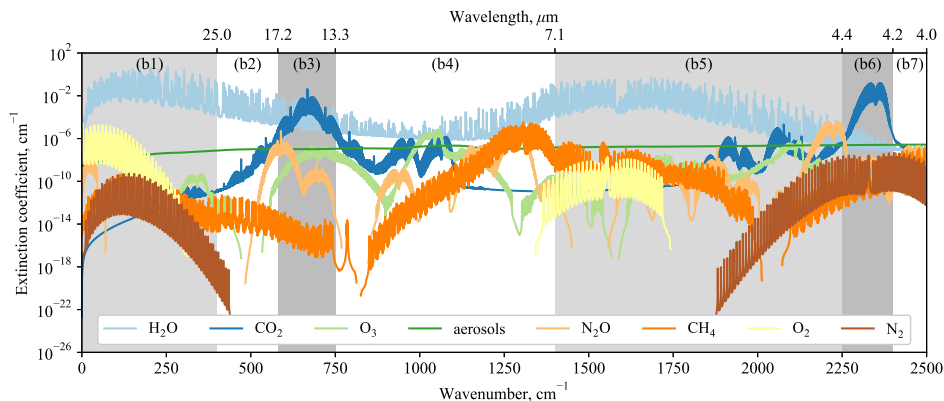 Wavelength, μm
25.0 17.2 13.3 7.1 4.4 4.2 4.0
10^2
(b1) (b2) (b3) (b4) (b5) (b6) (b7)
10^−2
10^−6
10^−10
10^−14
10^−18
10^−22
10^−26
Extinction coefficient, cm^−1
H₂O CO₂ O₃ aerosols N₂O CH₄ O₂ N₂
0 250 500 750 1000 1250 1500 1750 2000 2250 2500
Wavenumber, cm^−1